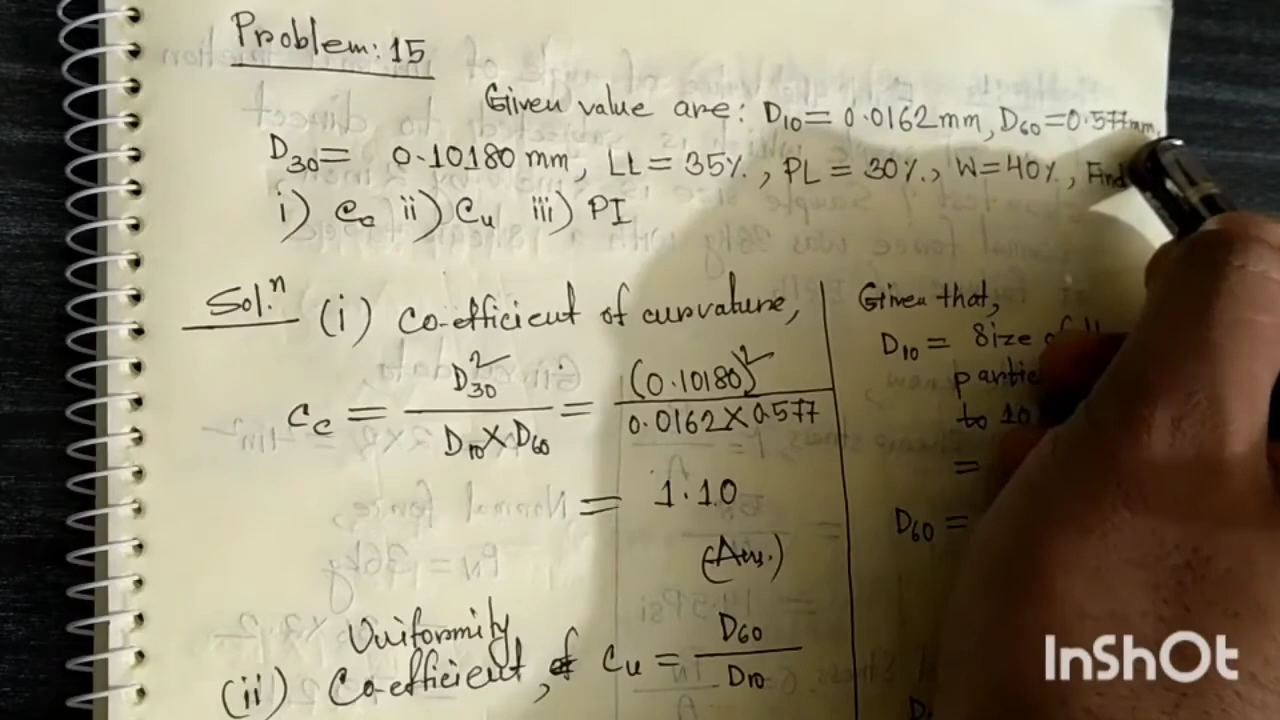 Problem: 15
Given value are: D10 = 0.0162 mm, D60 = 0.577 mm,
D30 = 0.10180 mm, LL = 35%, PL = 30%, W = 40%, Find
i) Cc ii) Cu iii) PI
Sol.n (i) Co-efficient of curvature,
Cc = D30² / D10 × D60 = (0.10180)² / 0.0162 × 0.577
= 1.10
(Ans.)
Uniformity
(ii) Co-efficient, Cu = D60 / D10
Given that,
D10 = Size of
partic
to 10
=
D60 =
InShOt